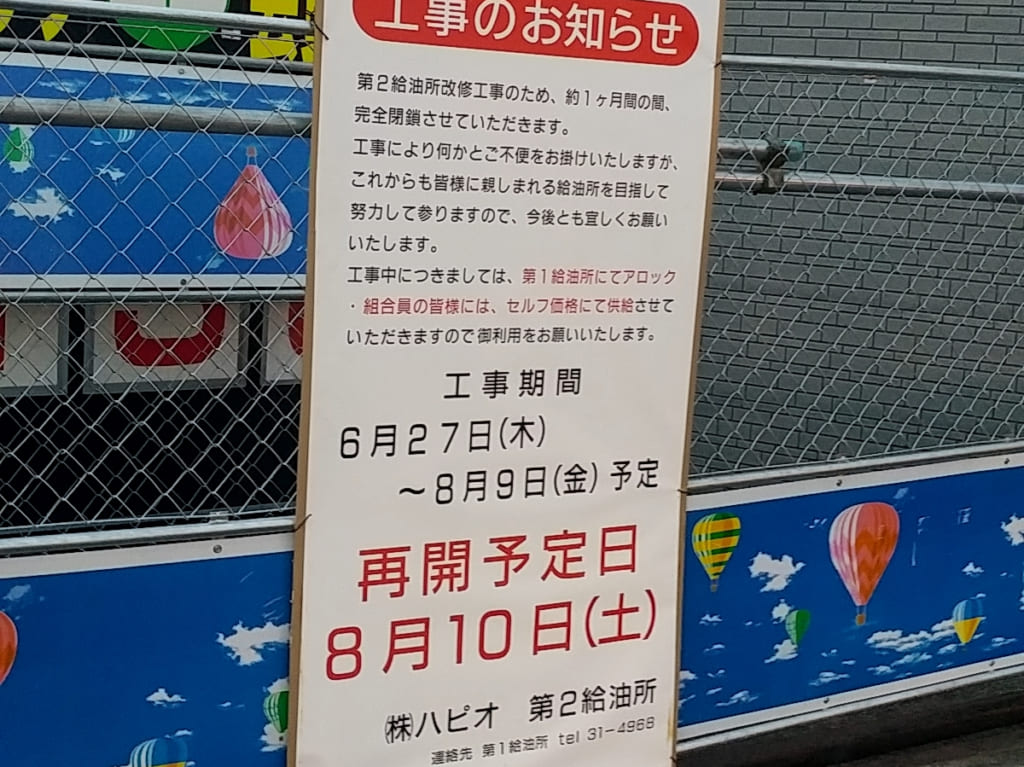 工事のお知らせ
第2給油所改修工事のため、約1ヶ月間の間、
完全閉鎖させていただきます。
工事により何かとご不便をお掛けいたしますが、
これからも皆様に親しまれる給油所を目指して
努力して参りますので、今後とも宜しくお願い
いたします。
工事中につきましては、第1給油所にてアロック
・組合員の皆様には、セルフ価格にて供給させて
いただきますので御利用をお願いいたします。
工事期間
6月27日(木)
～8月9日(金)予定
再開予定日
8月10日(土)
㈱ハピオ 第2給油所
連絡先 第1給油所 tel 31-4968